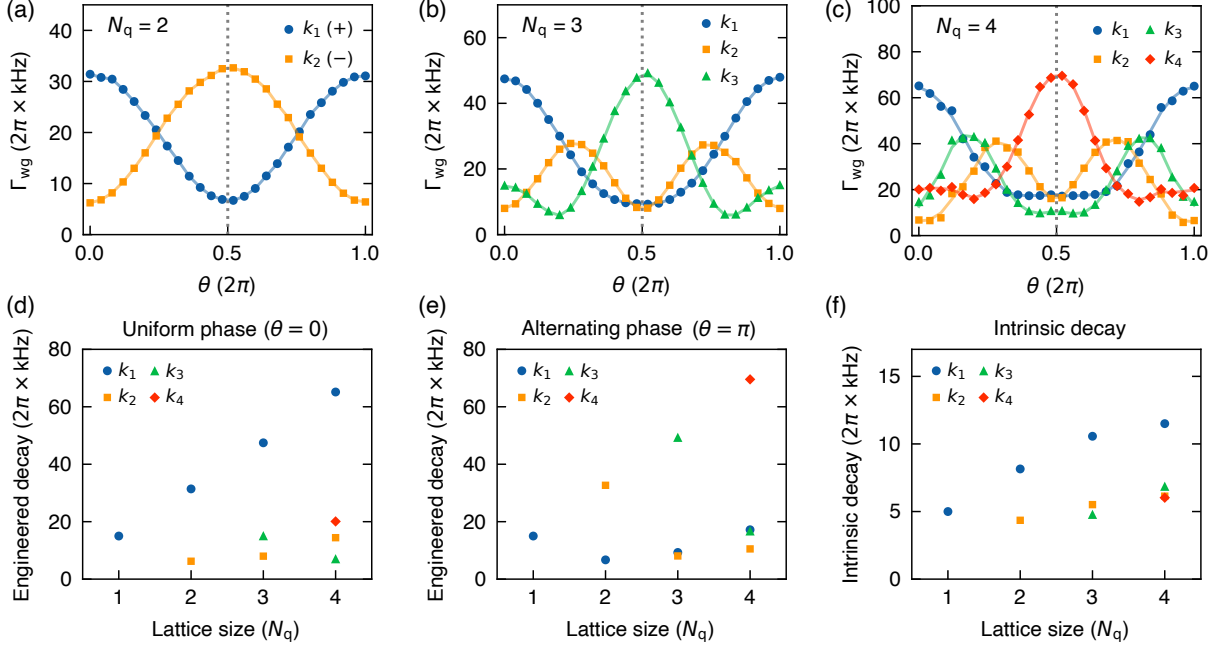 (a)
N_q = 2
k_1 (+)
k_2 (−)
Γ_wg (2π × kHz)
40
30
20
10
0
0.0
0.5
1.0
θ (2π)
(b)
N_q = 3
k_1
k_2
k_3
Γ_wg (2π × kHz)
60
40
20
0
0.0
0.5
1.0
θ (2π)
(c)
N_q = 4
k_1
k_3
k_2
k_4
Γ_wg (2π × kHz)
100
80
60
40
20
0
0.0
0.5
1.0
θ (2π)
(d)
Uniform phase (θ = 0)
k_1
k_3
k_2
k_4
Engineered decay (2π × kHz)
80
60
40
20
0
1
2
3
4
Lattice size (N_q)
(e)
Alternating phase (θ = π)
k_1
k_3
k_2
k_4
Engineered decay (2π × kHz)
80
60
40
20
0
1
2
3
4
Lattice size (N_q)
(f)
Intrinsic decay
k_1
k_3
k_2
k_4
Intrinsic decay (2π × kHz)
15
10
5
0
1
2
3
4
Lattice size (N_q)